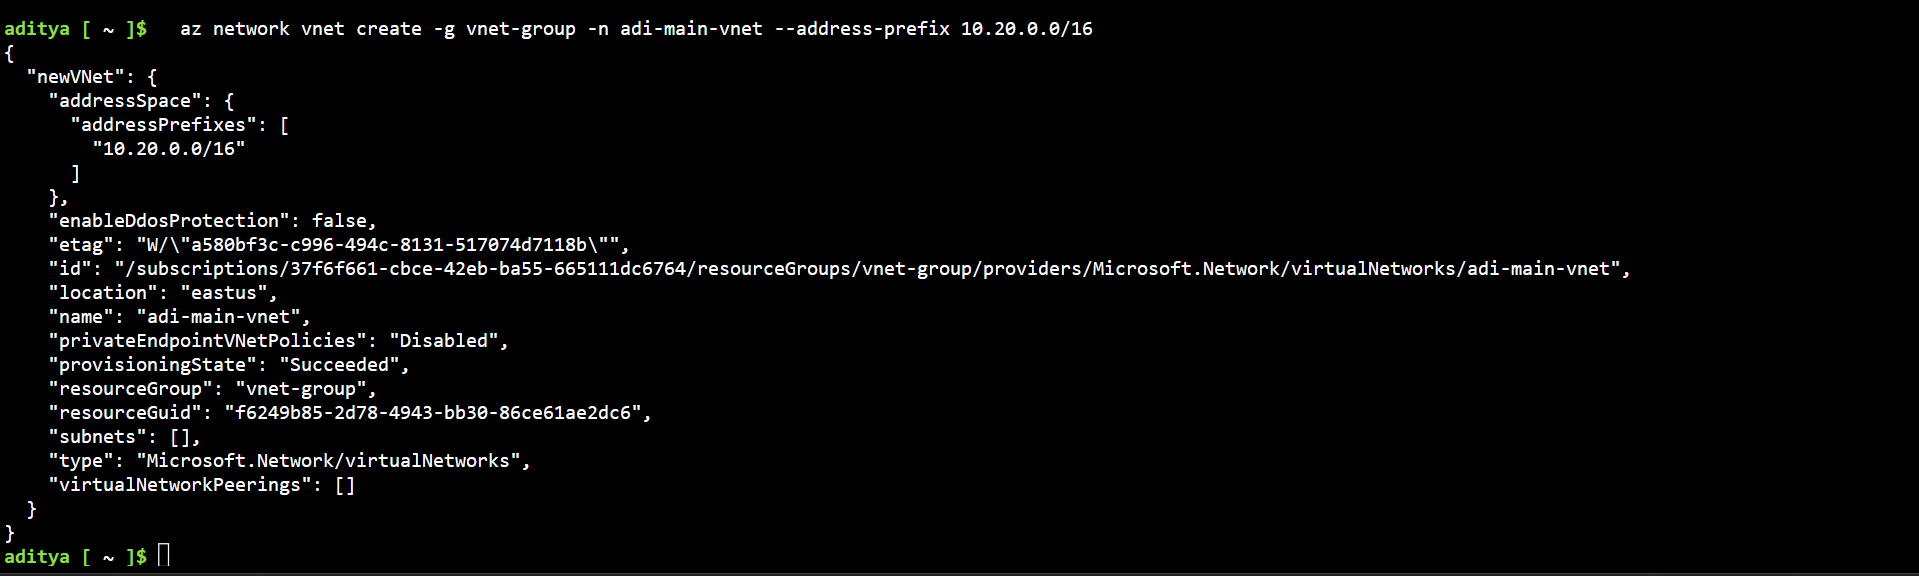 aditya [ ~ ]$   az network vnet create -g vnet-group -n adi-main-vnet --address-prefix 10.20.0.0/16
{
  "newVNet": {
    "addressSpace": {
      "addressPrefixes": [
        "10.20.0.0/16"
      ]
    },
    "enableDdosProtection": false,
    "etag": "W/\"a580bf3c-c996-494c-8131-517074d7118b\"",
    "id": "/subscriptions/37f6f661-cbce-42eb-ba55-665111dc6764/resourceGroups/vnet-group/providers/Microsoft.Network/virtualNetworks/adi-main-vnet",
    "location": "eastus",
    "name": "adi-main-vnet",
    "privateEndpointVNetPolicies": "Disabled",
    "provisioningState": "Succeeded",
    "resourceGroup": "vnet-group",
    "resourceGuid": "f6249b85-2d78-4943-bb30-86ce61ae2dc6",
    "subnets": [],
    "type": "Microsoft.Network/virtualNetworks",
    "virtualNetworkPeerings": []
  }
}
aditya [ ~ ]$